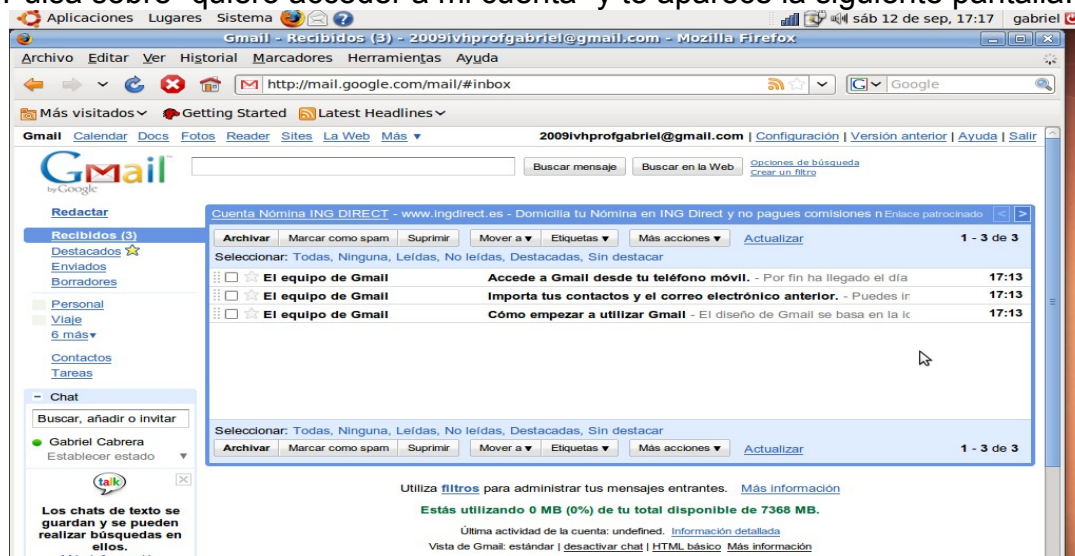 Pulsa sobre "quiero acceder a mi cuenta" y te aparece la siguiente pantalla:
Aplicaciones Lugares Sistema sáb 12 de sep, 17:17 gabriel
Gmail - Recibidos (3) - 2009ivhprofgabriel@gmail.com - Mozilla Firefox
Archivo Editar Ver Historial Marcadores Herramientas Ayuda
http://mail.google.com/mail/#inbox G Google
Más visitados Getting Started Latest Headlines
Gmail Calendar Docs Fotos Reader Sites La Web Más ▼ 2009ivhprofgabriel@gmail.com | Configuración | Versión anterior | Ayuda | Salir
Gmail by Google Buscar mensaje Buscar en la Web Opciones de búsqueda
Crear un filtro
Redactar Cuenta Nómina ING DIRECT - www.ingdirect.es - Domicilia tu Nómina en ING Direct y no pagues comisiones n Enlace patrocinado < >
Recibidos (3) Archivar Marcar como spam Suprimir Mover a ▼ Etiquetas ▼ Más acciones ▼ Actualizar 1 - 3 de 3
Destacados Seleccionar: Todas, Ninguna, Leídas, No leídas, Destacadas, Sin destacar
Enviados El equipo de Gmail Accede a Gmail desde tu teléfono móvil. - Por fin ha llegado el día 17:13
Borradores El equipo de Gmail Importa tus contactos y el correo electrónico anterior. - Puedes ir 17:13
Personal El equipo de Gmail Cómo empezar a utilizar Gmail - El diseño de Gmail se basa en la ic 17:13
Viaje
6 más▼
Contactos
Tareas
– Chat
Buscar, añadir o invitar
Seleccionar: Todas, Ninguna, Leídas, No leídas, Destacadas, Sin destacar
Gabriel Cabrera Archivar Marcar como spam Suprimir Mover a ▼ Etiquetas ▼ Más acciones ▼ Actualizar 1 - 3 de 3
Establecer estado ▼
talk
Utiliza filtros para administrar tus mensajes entrantes. Más información
Los chats de texto se Estás utilizando 0 MB (0%) de tu total disponible de 7368 MB.
guardan y se pueden
realizar búsquedas en Última actividad de la cuenta: undefined. Información detallada
ellos. Vista de Gmail: estándar | desactivar chat | HTML básico Más información